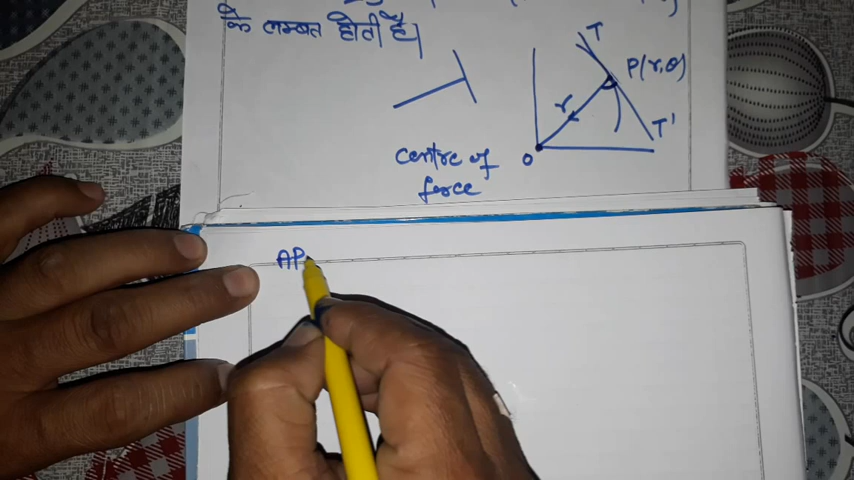 के लम्बत होती है।
T
P(r,θ)
r
T'
centre of
force
O
AP